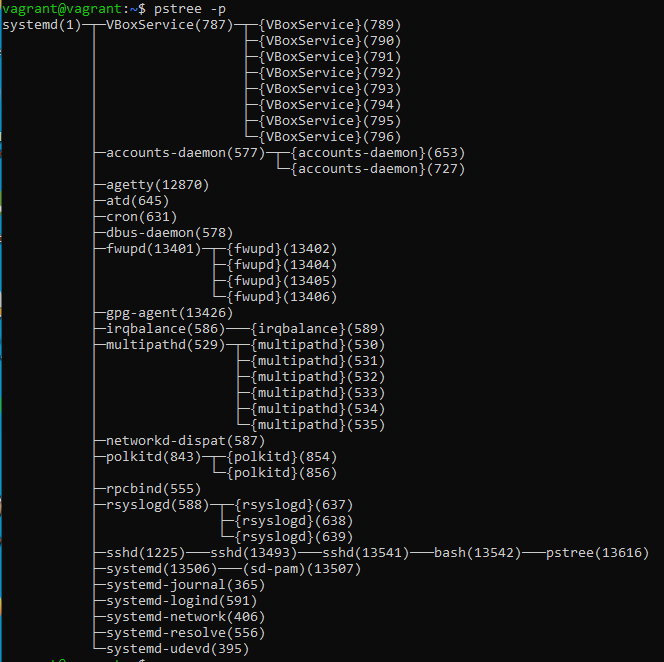 vagrant@vagrant:~$ pstree -p
systemd(1)─┬─VBoxService(787)─┬─{VBoxService}(789)
           │                  ├─{VBoxService}(790)
           │                  ├─{VBoxService}(791)
           │                  ├─{VBoxService}(792)
           │                  ├─{VBoxService}(793)
           │                  ├─{VBoxService}(794)
           │                  ├─{VBoxService}(795)
           │                  └─{VBoxService}(796)
           ├─accounts-daemon(577)─┬─{accounts-daemon}(653)
           │                      └─{accounts-daemon}(727)
           ├─agetty(12870)
           ├─atd(645)
           ├─cron(631)
           ├─dbus-daemon(578)
           ├─fwupd(13401)─┬─{fwupd}(13402)
           │              ├─{fwupd}(13404)
           │              ├─{fwupd}(13405)
           │              └─{fwupd}(13406)
           ├─gpg-agent(13426)
           ├─irqbalance(586)───{irqbalance}(589)
           ├─multipathd(529)─┬─{multipathd}(530)
           │                 ├─{multipathd}(531)
           │                 ├─{multipathd}(532)
           │                 ├─{multipathd}(533)
           │                 ├─{multipathd}(534)
           │                 └─{multipathd}(535)
           ├─networkd-dispat(587)
           ├─polkitd(843)─┬─{polkitd}(854)
           │              └─{polkitd}(856)
           ├─rpcbind(555)
           ├─rsyslogd(588)─┬─{rsyslogd}(637)
           │               ├─{rsyslogd}(638)
           │               └─{rsyslogd}(639)
           ├─sshd(1225)───sshd(13493)───sshd(13541)───bash(13542)───pstree(13616)
           ├─systemd(13506)───(sd-pam)(13507)
           ├─systemd-journal(365)
           ├─systemd-logind(591)
           ├─systemd-network(406)
           ├─systemd-resolve(556)
           └─systemd-udevd(395)